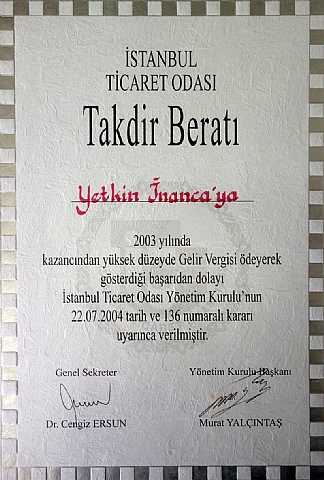 İSTANBUL
TİCARET ODASI
Takdir Beratı
Yetkin İnanca'ya
2003 yılında
kazancından yüksek düzeyde Gelir Vergisi ödeyerek
gösterdiği başarıdan dolayı
İstanbul Ticaret Odası Yönetim Kurulu'nun
22.07.2004 tarih ve 136 numaralı kararı
uyarınca verilmiştir.
Genel Sekreter Yönetim Kurulu Başkanı
Dr. Cengiz ERSUN Murat YALÇINTAŞ